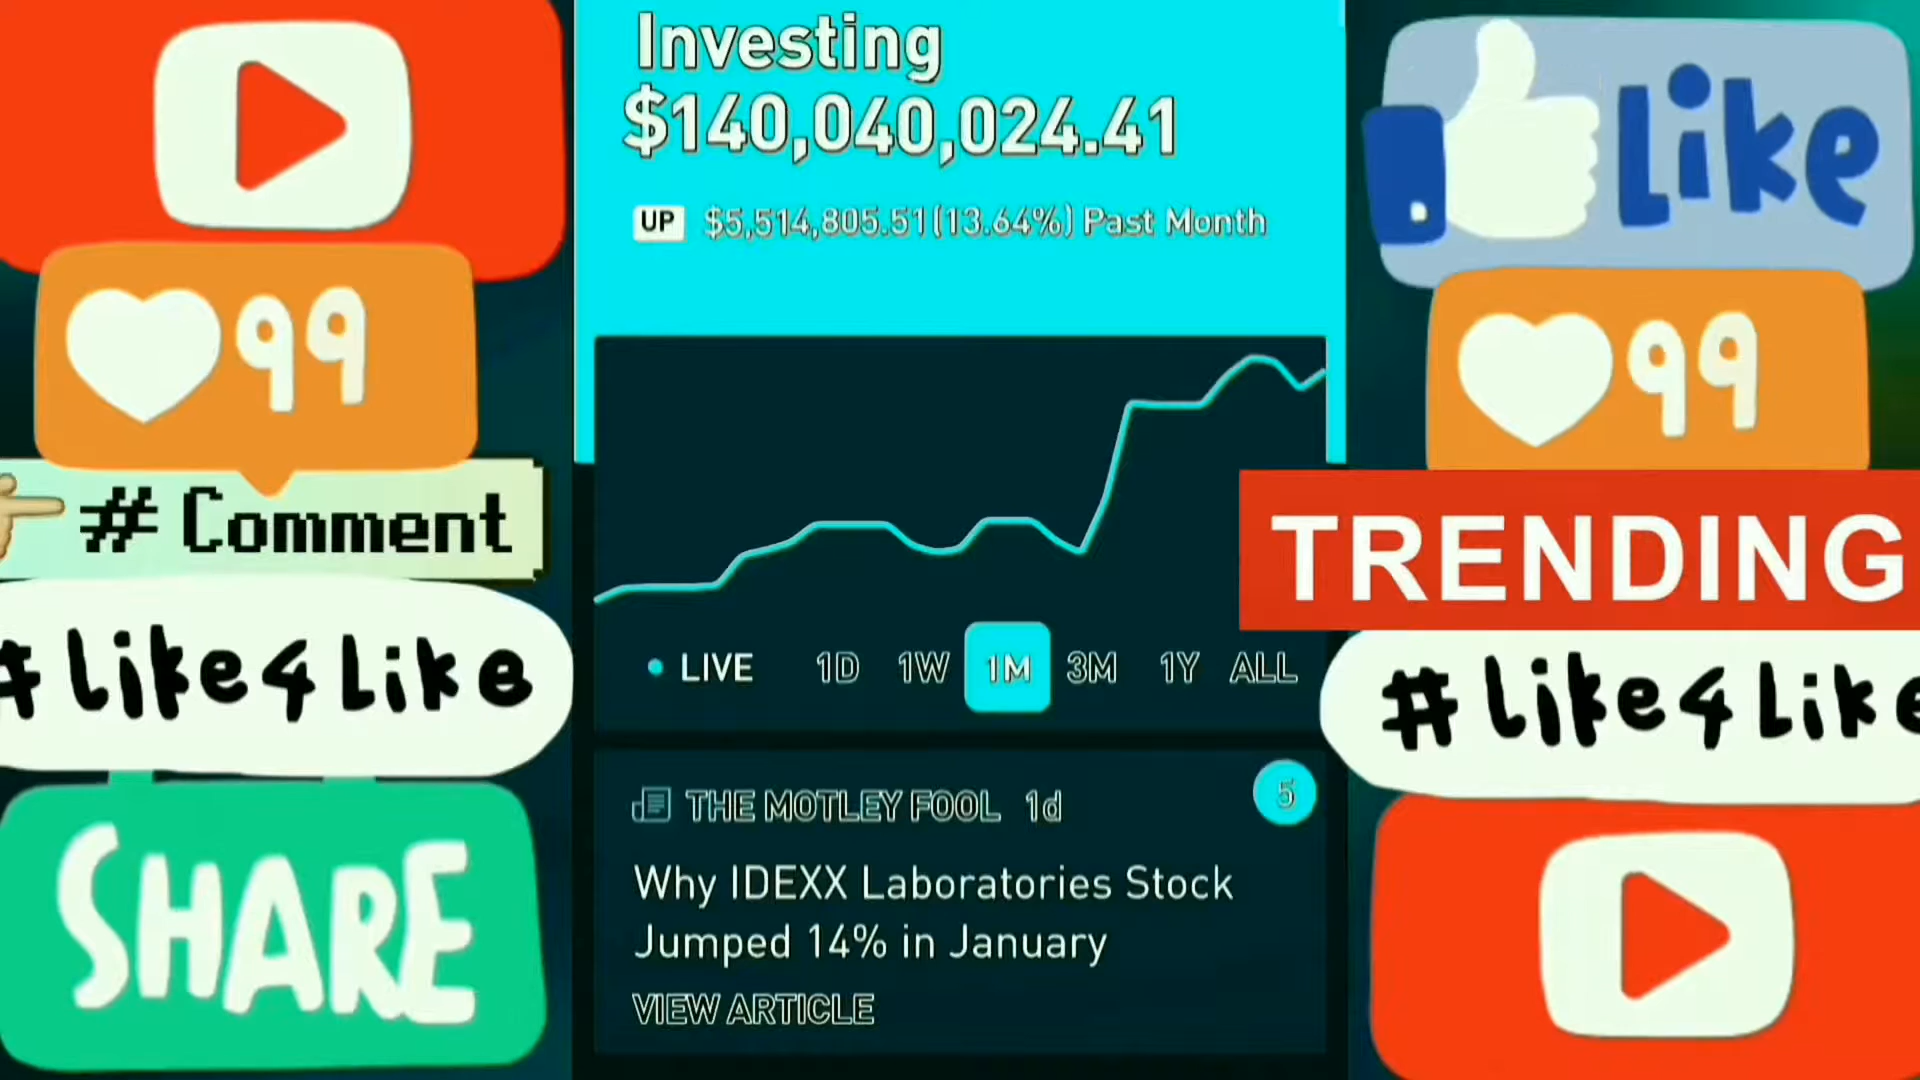 Investing
$140,040,024.41
UP $5,514,805.51 (13.64%) Past Month
Like
99
99
# Comment
TRENDING
# Like4Like
# Like4Like
LIVE 1D 1W 1M 3M 1Y ALL
THE MOTLEY FOOL 1d
5
Why IDEXX Laboratories Stock
Jumped 14% in January
VIEW ARTICLE
SHARE